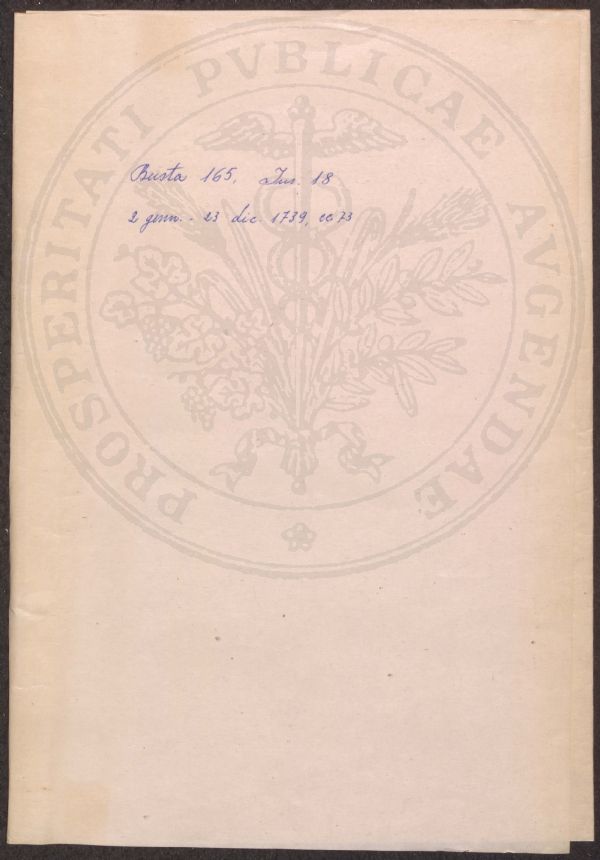 PROSPERITATI PVBLICAE AVGENDAE
Busta 165, Ins. 18
2 genn. - 23 dic. 1739, cc 73